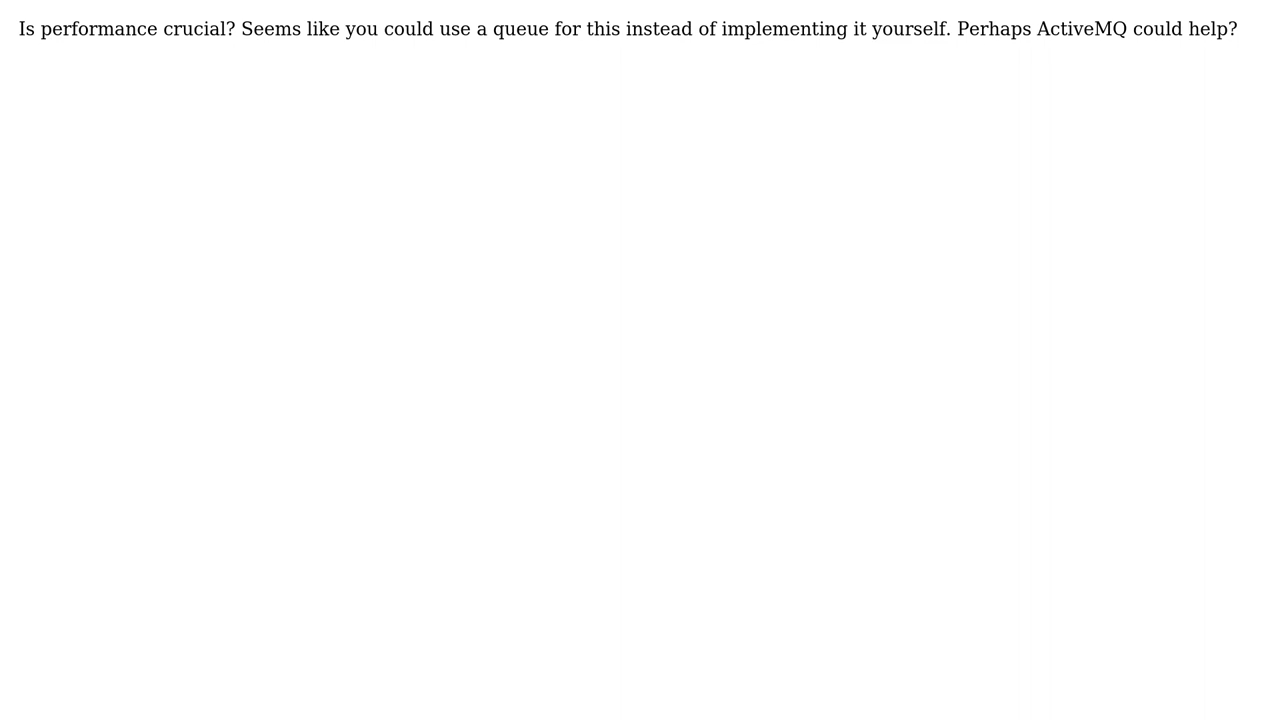 Is performance crucial? Seems like you could use a queue for this instead of implementing it yourself. Perhaps ActiveMQ could help?